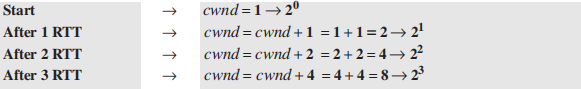 Start → cwnd = 1 → 2⁰
After 1 RTT → cwnd = cwnd + 1 = 1 + 1 = 2 → 2¹
After 2 RTT → cwnd = cwnd + 2 = 2 + 2 = 4 → 2²
After 3 RTT → cwnd = cwnd + 4 = 4 + 4 = 8 → 2³